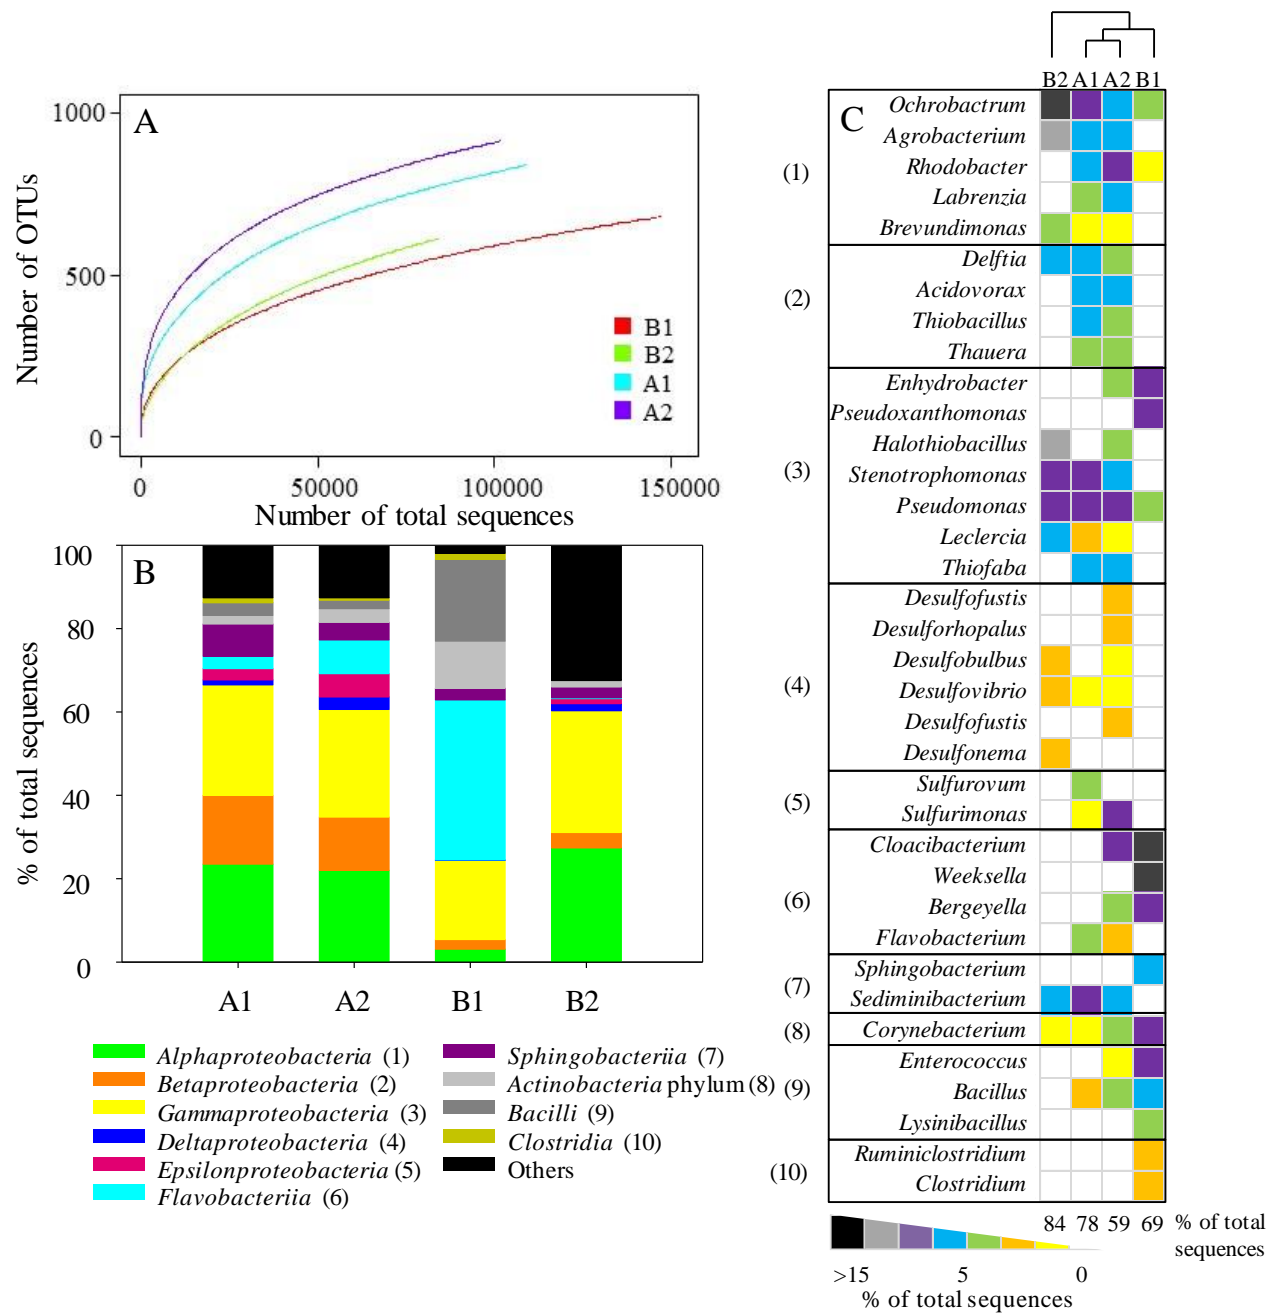 A
1000
500
0
Number of OTUs
B1
B2
A1
A2
0
50000
100000
150000
Number of total sequences
B
100
80
60
40
20
0
% of total sequences
A1
A2
B1
B2
Alphaproteobacteria (1)
Betaproteobacteria (2)
Gammaproteobacteria (3)
Deltaproteobacteria (4)
Epsilonproteobacteria (5)
Flavobacteriia (6)
Sphingobacteriia (7)
Actinobacteria phylum (8)
Bacilli (9)
Clostridia (10)
Others
C
B2 A1 A2 B1
(1)
Ochrobactrum
Agrobacterium
Rhodobacter
Labrenzia
Brevundimonas
(2)
Delftia
Acidovorax
Thiobacillus
Thauera
(3)
Enhydrobacter
Pseudoxanthomonas
Halothiobacillus
Stenotrophomonas
Pseudomonas
Leclercia
Thiofaba
(4)
Desulfofustis
Desulforhopalus
Desulfobulbus
Desulfovibrio
Desulfofustis
Desulfonema
(5)
Sulfurovum
Sulfurimonas
(6)
Cloacibacterium
Weeksella
Bergeyella
Flavobacterium
(7)
Sphingobacterium
Sediminibacterium
(8)
Corynebacterium
(9)
Enterococcus
Bacillus
Lysinibacillus
(10)
Ruminiclostridium
Clostridium
84 78 59 69 % of total
sequences
>15 5 0
% of total sequences